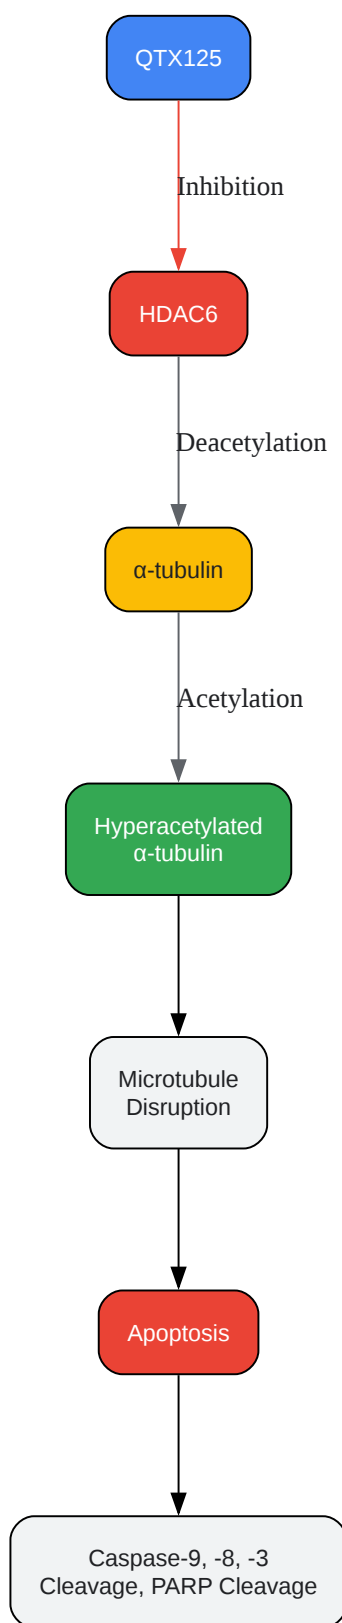 QTX125
Inhibition
HDAC6
Deacetylation
α-tubulin
Acetylation
Hyperacetylated
α-tubulin
Microtubule
Disruption
Apoptosis
Caspase-9, -8, -3
Cleavage, PARP Cleavage